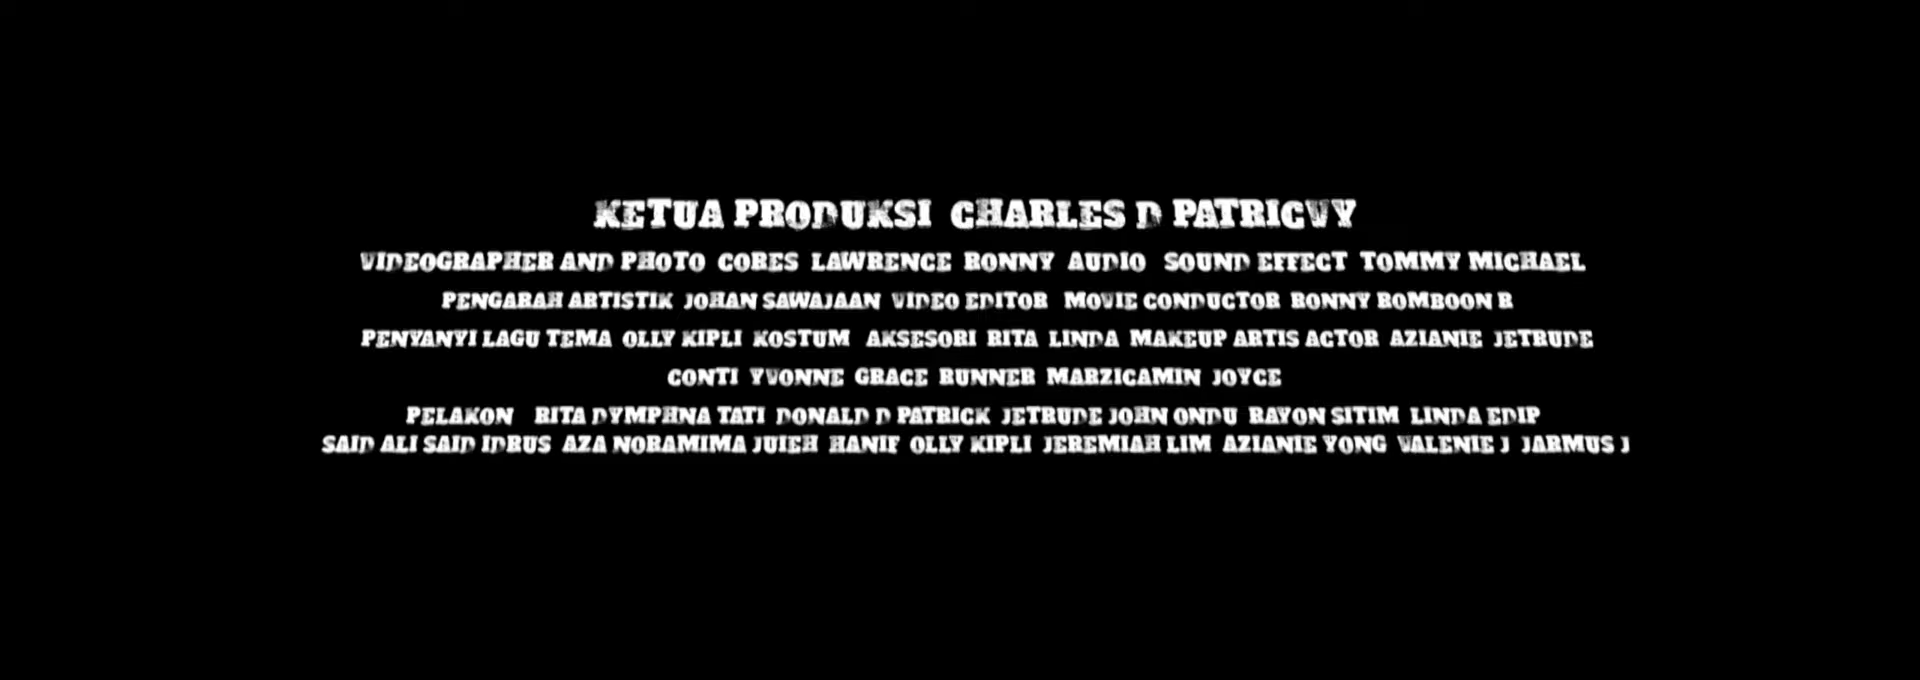 KETUA PRODUKSI CHARLES D PATRICVY
VIDEOGRAPHER AND PHOTO CORES LAWRENCE RONNY AUDIO SOUND EFFECT TOMMY MICHAEL
PENGARAH ARTISTIK JOHAN SAWAJAAN VIDEO EDITOR MOVIE CONDUCTOR RONNY ROMBOON R
PENYANYI LAGU TEMA OLLY KIPLI KOSTUM AKSESORI RITA LINDA MAKEUP ARTIS ACTOR AZIANIE JETRUDE
CONTI YVONNE GRACE RUNNER MARZICAMIN JOYCE
PELAKON RITA DYMPHNA TATI DONALD D PATRICK JETRUDE JOHN ONDU RAYON SITIM LINDA EDIP
SAID ALI SAID IDRUS AZA NORAMIMA JUIEH HANIF OLLY KIPLI JEREMIAH LIM AZIANIE YONG VALENIE J JARMUS J